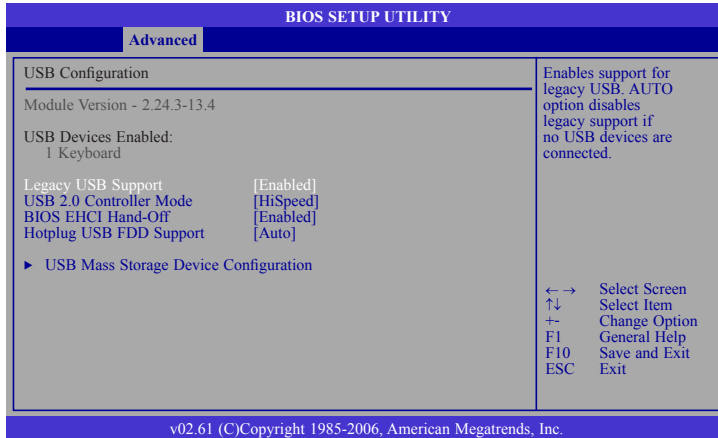 BIOS SETUP UTILITY
Advanced
USB Configuration
Module Version - 2.24.3-13.4
USB Devices Enabled:
1 Keyboard
Legacy USB Support [Enabled]
USB 2.0 Controller Mode [HiSpeed]
BIOS EHCI Hand-Off [Enabled]
Hotplug USB FDD Support [Auto]
► USB Mass Storage Device Configuration
Enables support for
legacy USB. AUTO
option disables
legacy support if
no USB devices are
connected.
←→ Select Screen
↑↓ Select Item
+- Change Option
F1 General Help
F10 Save and Exit
ESC Exit
v02.61 (C)Copyright 1985-2006, American Megatrends, Inc.